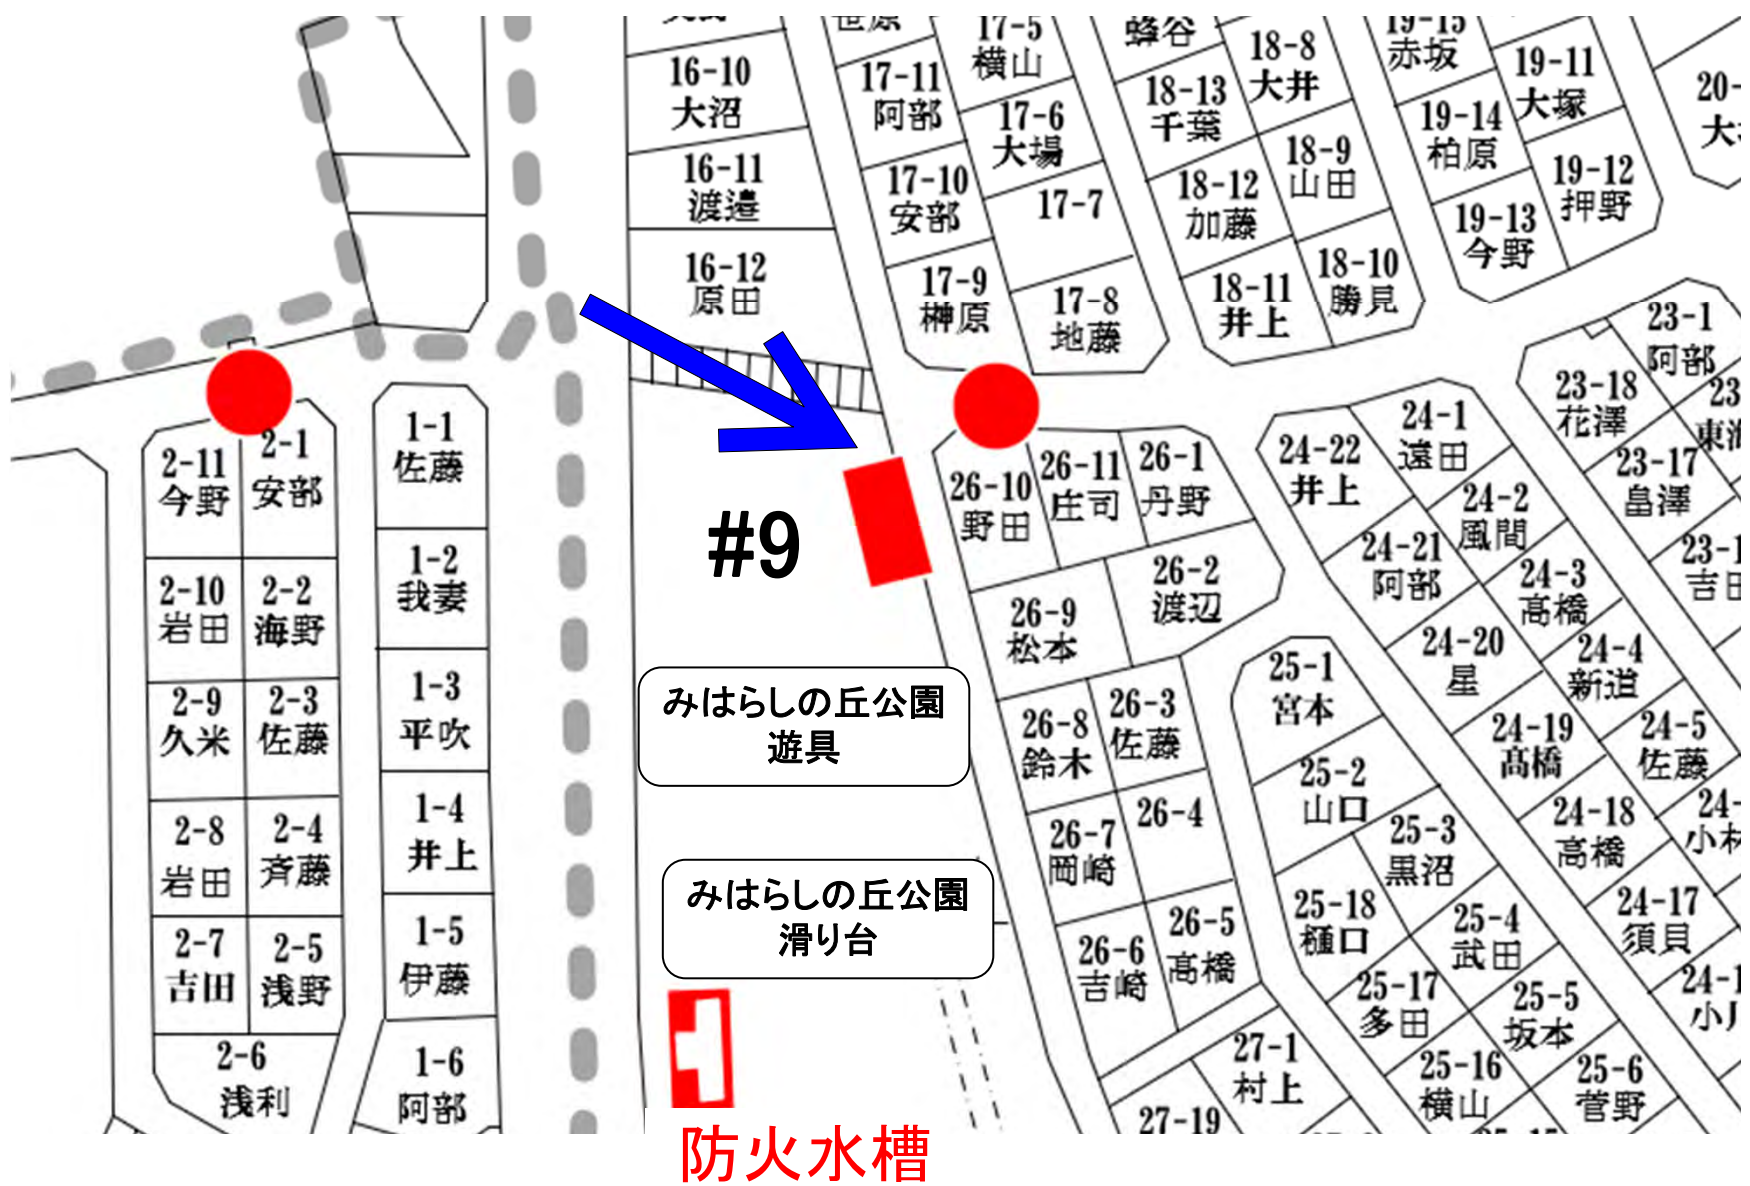 16-10
大沼
16-11
渡邉
16-12
原田
笹原
17-11
阿部
17-10
安部
17-9
榊原
17-5
横山
17-6
大場
17-7
17-8
地藤
蜂谷
18-13
千葉
18-12
加藤
18-11
井上
18-8
大井
18-9
山田
18-10
勝見
19-15
赤坂
19-14
柏原
19-13
今野
19-11
大塚
19-12
押野
2-11
今野
2-1
安部
2-10
岩田
2-2
海野
2-9
久米
2-3
佐藤
2-8
岩田
2-4
斉藤
2-7
吉田
2-5
浅野
2-6
浅利
1-1
佐藤
1-2
我妻
1-3
平吹
1-4
井上
1-5
伊藤
1-6
阿部
#9
みはらしの丘公園
遊具
みはらしの丘公園
滑り台
防火水槽
26-10
野田
26-11
庄司
26-1
丹野
26-9
松本
26-2
渡辺
26-8
鈴木
26-3
佐藤
26-7
岡崎
26-4
26-6
吉崎
26-5
高橋
27-1
村上
27-19
24-22
井上
24-1
遠田
24-21
阿部
24-2
風間
24-20
星
24-3
高橋
24-19
髙橋
24-4
新道
24-18
高橋
24-5
佐藤
24-17
須貝
25-1
宮本
25-2
山口
25-3
黒沼
25-18
樋口
25-4
武田
25-17
多田
25-5
坂本
25-16
横山
25-6
菅野
23-1
阿部
23-18
花澤
23-17
畠澤